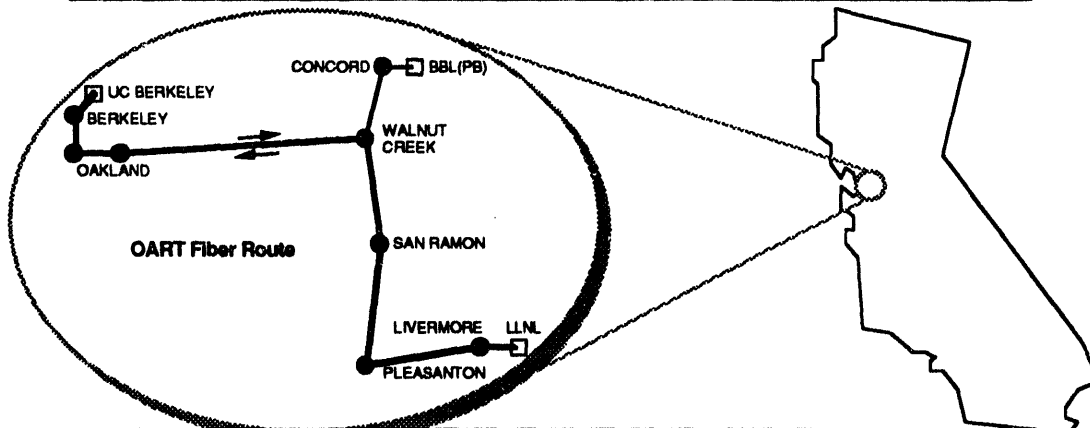 CONCORD
BBL(PB)
UC BERKELEY
BERKELEY
WALNUT
CREEK
OAKLAND
OART Fiber Route
SAN RAMON
LIVERMORE
LLNL
PLEASANTON